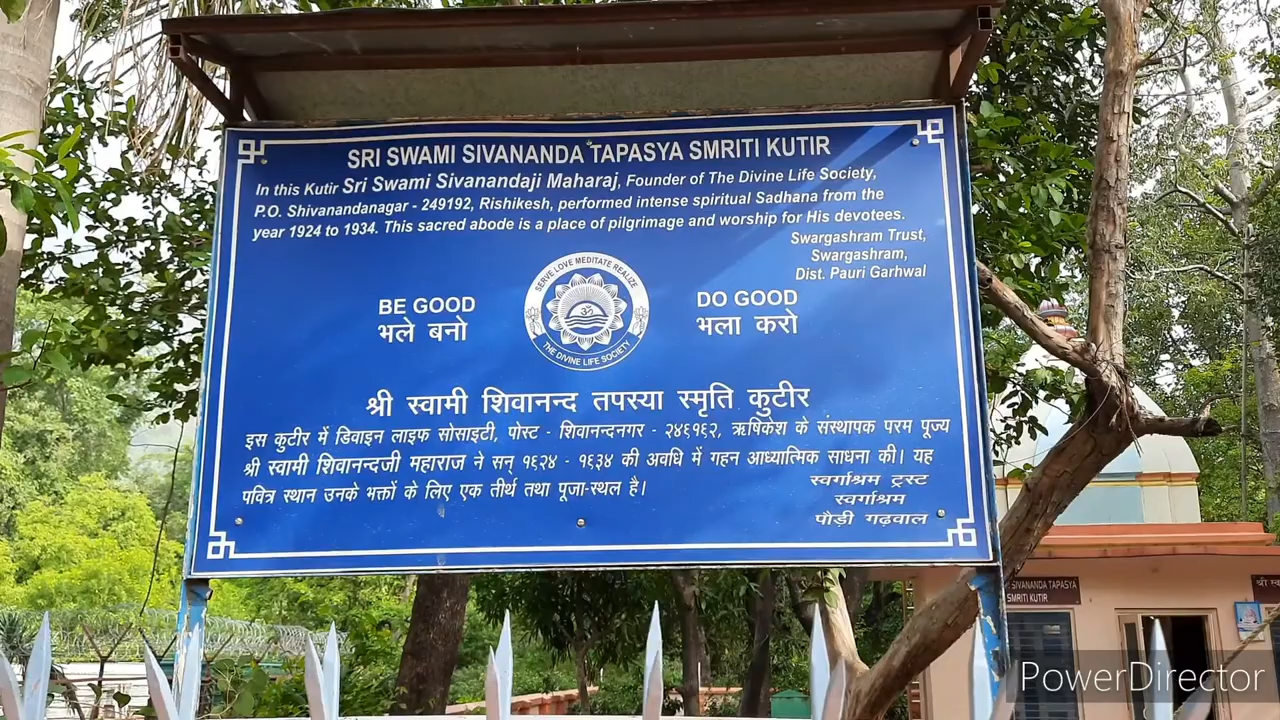 SRI SWAMI SIVANANDA TAPASYA SMRITI KUTIR
In this Kutir Sri Swami Sivanandaji Maharaj, Founder of The Divine Life Society,
P.O. Shivanandanagar - 249192, Rishikesh, performed intense spiritual Sadhana from the
year 1924 to 1934. This sacred abode is a place of pilgrimage and worship for His devotees.
Swargashram Trust,
Swargashram,
Dist. Pauri Garhwal
BE GOOD
भले बनो
SERVE LOVE MEDITATE REALIZE
ॐ
THE DIVINE LIFE SOCIETY
DO GOOD
भला करो
श्री स्वामी शिवानन्द तपस्या स्मृति कुटीर
इस कुटीर में डिवाइन लाइफ सोसाइटी, पोस्ट - शिवानन्दनगर - २४६१६२, ऋषिकेश के संस्थापक परम पूज्य
श्री स्वामी शिवानन्दजी महाराज ने सन् १६२४ - १६३४ की अवधि में गहन आध्यात्मिक साधना की। यह
पवित्र स्थान उनके भक्तों के लिए एक तीर्थ तथा पूजा-स्थल है।
स्वर्गाश्रम ट्रस्ट
स्वर्गाश्रम
पौड़ी गढ़वाल
SIVANANDA TAPASYA
SMRITI KUTIR
श्री
PowerDirector